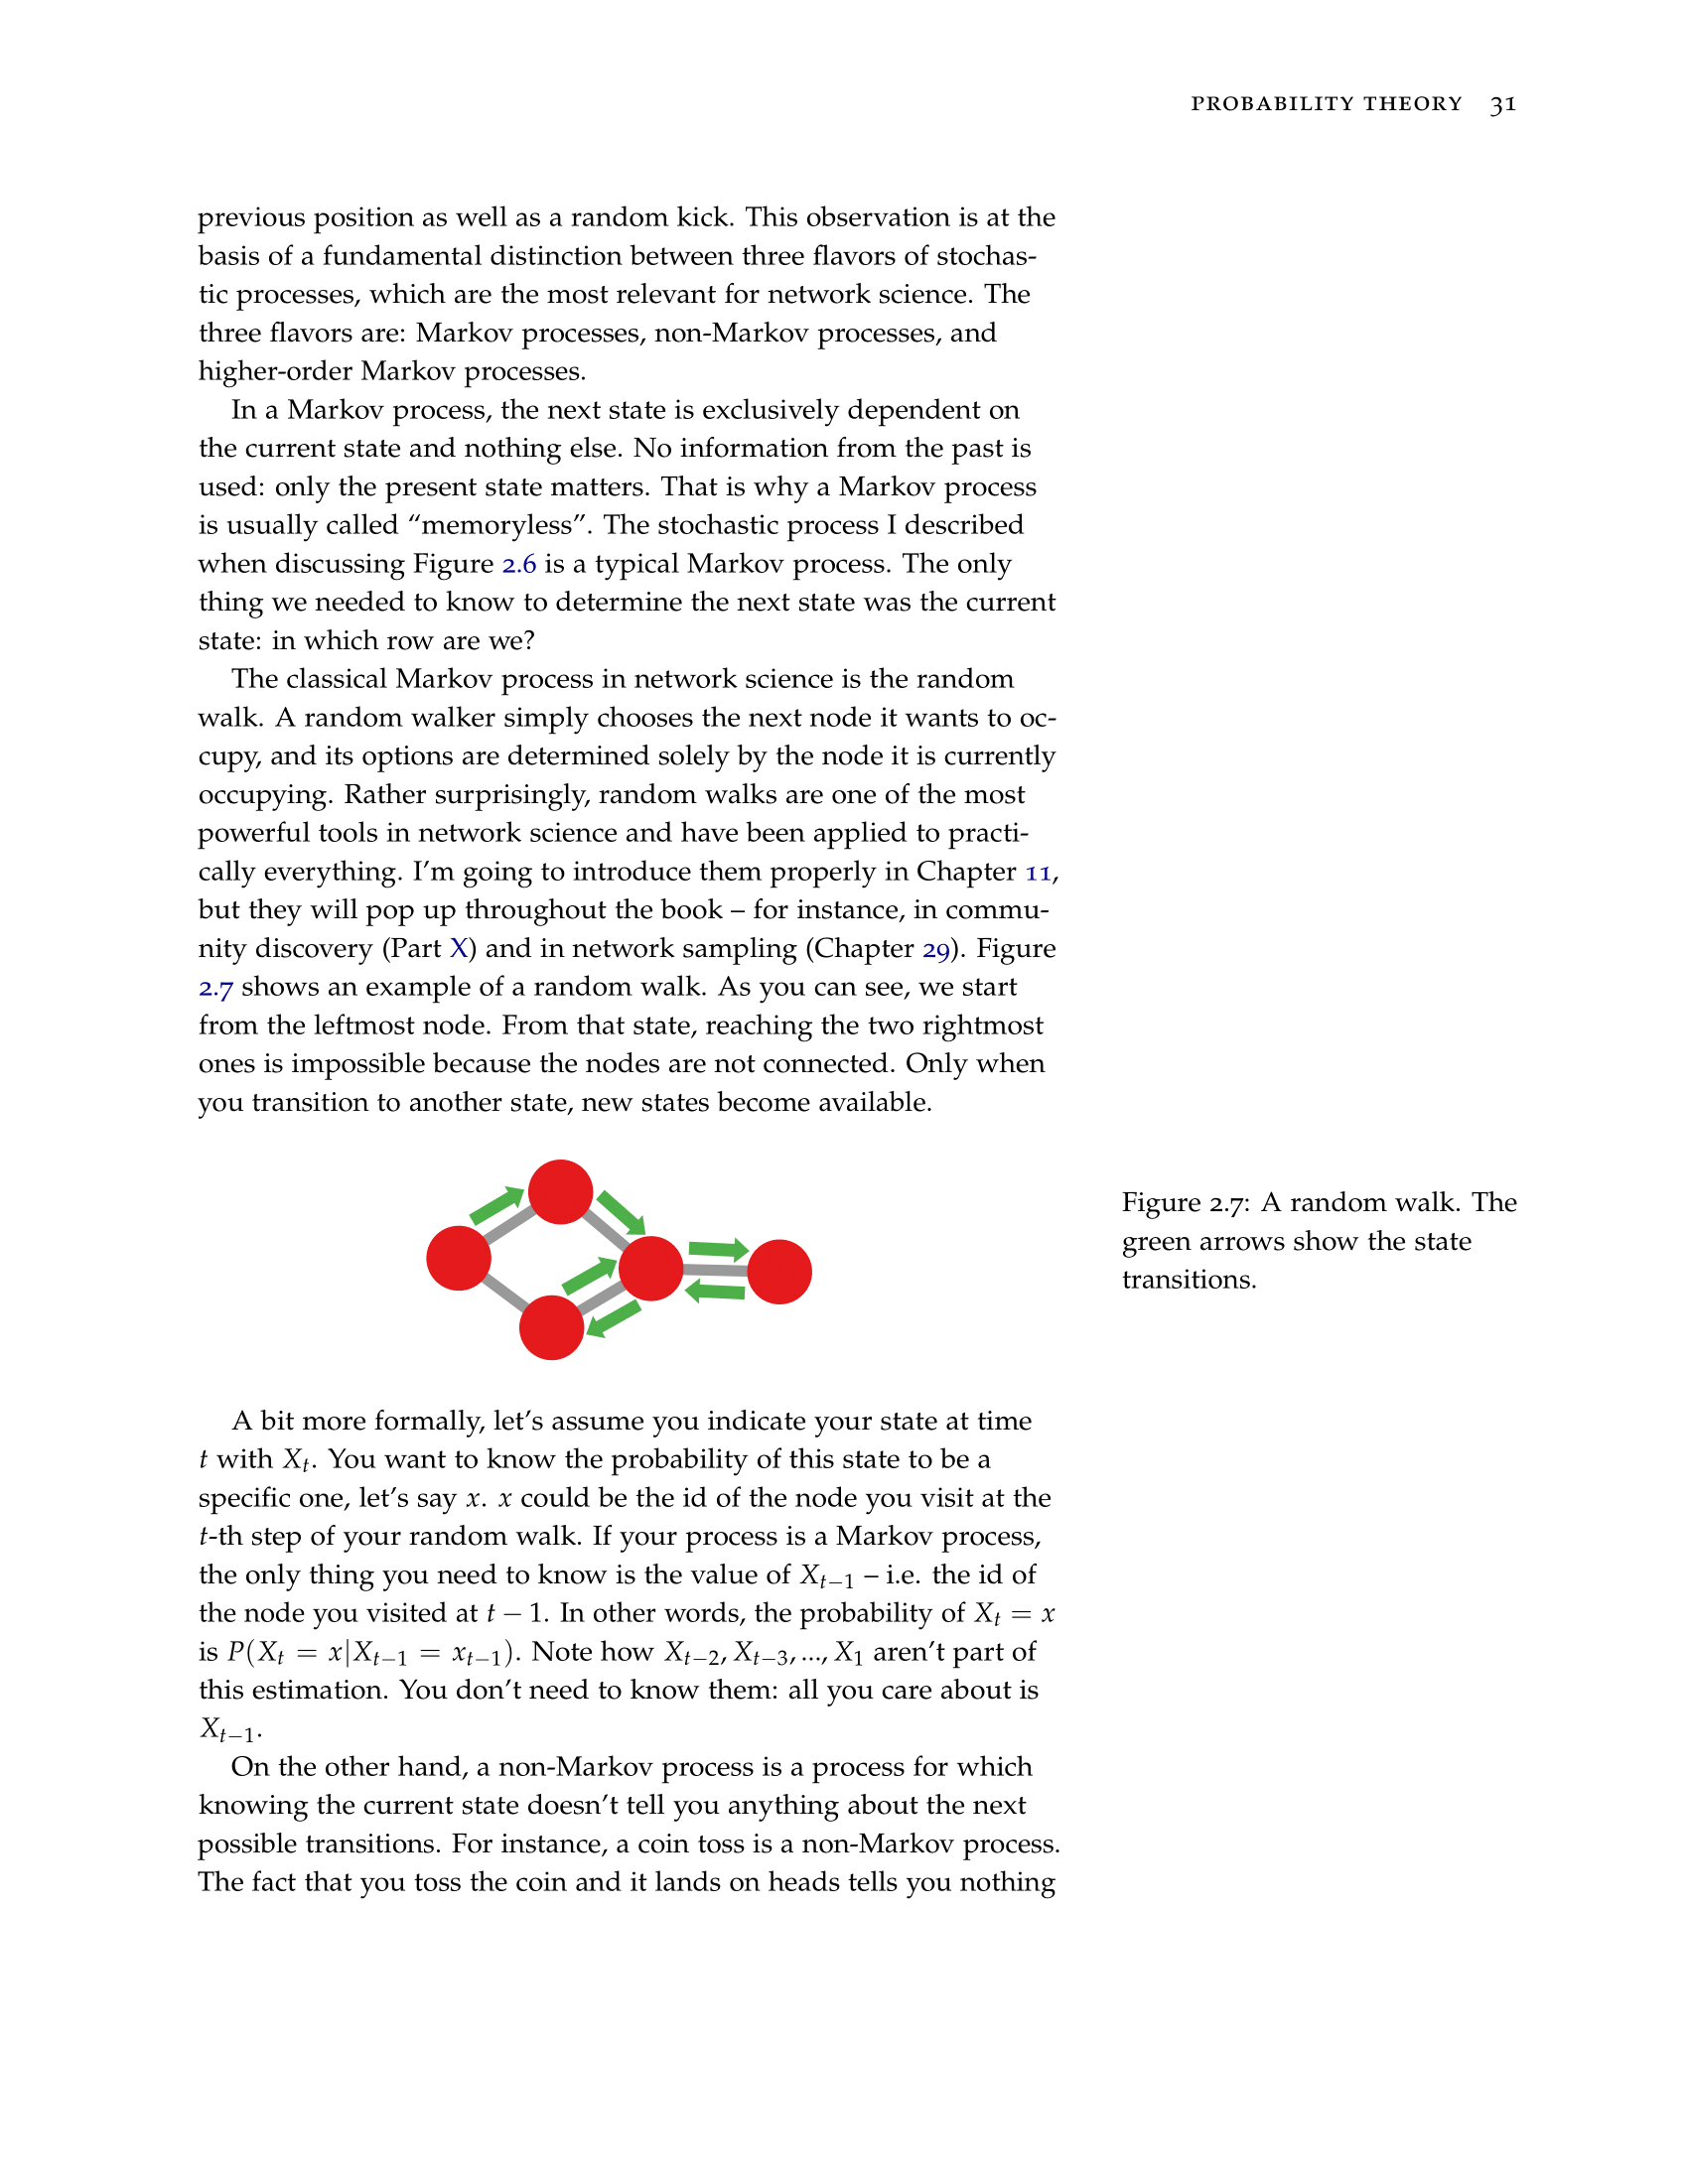 PROBABILITY THEORY 31
previous position as well as a random kick. This observation is at the
basis of a fundamental distinction between three flavors of stochas-
tic processes, which are the most relevant for network science. The
three flavors are: Markov processes, non-Markov processes, and
higher-order Markov processes.
In a Markov process, the next state is exclusively dependent on
the current state and nothing else. No information from the past is
used: only the present state matters. That is why a Markov process
is usually called “memoryless”. The stochastic process I described
when discussing Figure 2.6 is a typical Markov process. The only
thing we needed to know to determine the next state was the current
state: in which row are we?
The classical Markov process in network science is the random
walk. A random walker simply chooses the next node it wants to oc-
cupy, and its options are determined solely by the node it is currently
occupying. Rather surprisingly, random walks are one of the most
powerful tools in network science and have been applied to practi-
cally everything. I’m going to introduce them properly in Chapter 11,
but they will pop up throughout the book – for instance, in commu-
nity discovery (Part X) and in network sampling (Chapter 29). Figure
2.7 shows an example of a random walk. As you can see, we start
from the leftmost node. From that state, reaching the two rightmost
ones is impossible because the nodes are not connected. Only when
you transition to another state, new states become available.
Figure 2.7: A random walk. The
green arrows show the state
transitions.
A bit more formally, let’s assume you indicate your state at time
t with X_t. You want to know the probability of this state to be a
specific one, let’s say x. x could be the id of the node you visit at the
t-th step of your random walk. If your process is a Markov process,
the only thing you need to know is the value of X_{t−1} – i.e. the id of
the node you visited at t − 1. In other words, the probability of X_t = x
is P(X_t = x|X_{t−1} = x_{t−1}). Note how X_{t−2}, X_{t−3}, ..., X_1 aren’t part of
this estimation. You don’t need to know them: all you care about is
X_{t−1}.
On the other hand, a non-Markov process is a process for which
knowing the current state doesn’t tell you anything about the next
possible transitions. For instance, a coin toss is a non-Markov process.
The fact that you toss the coin and it lands on heads tells you nothing